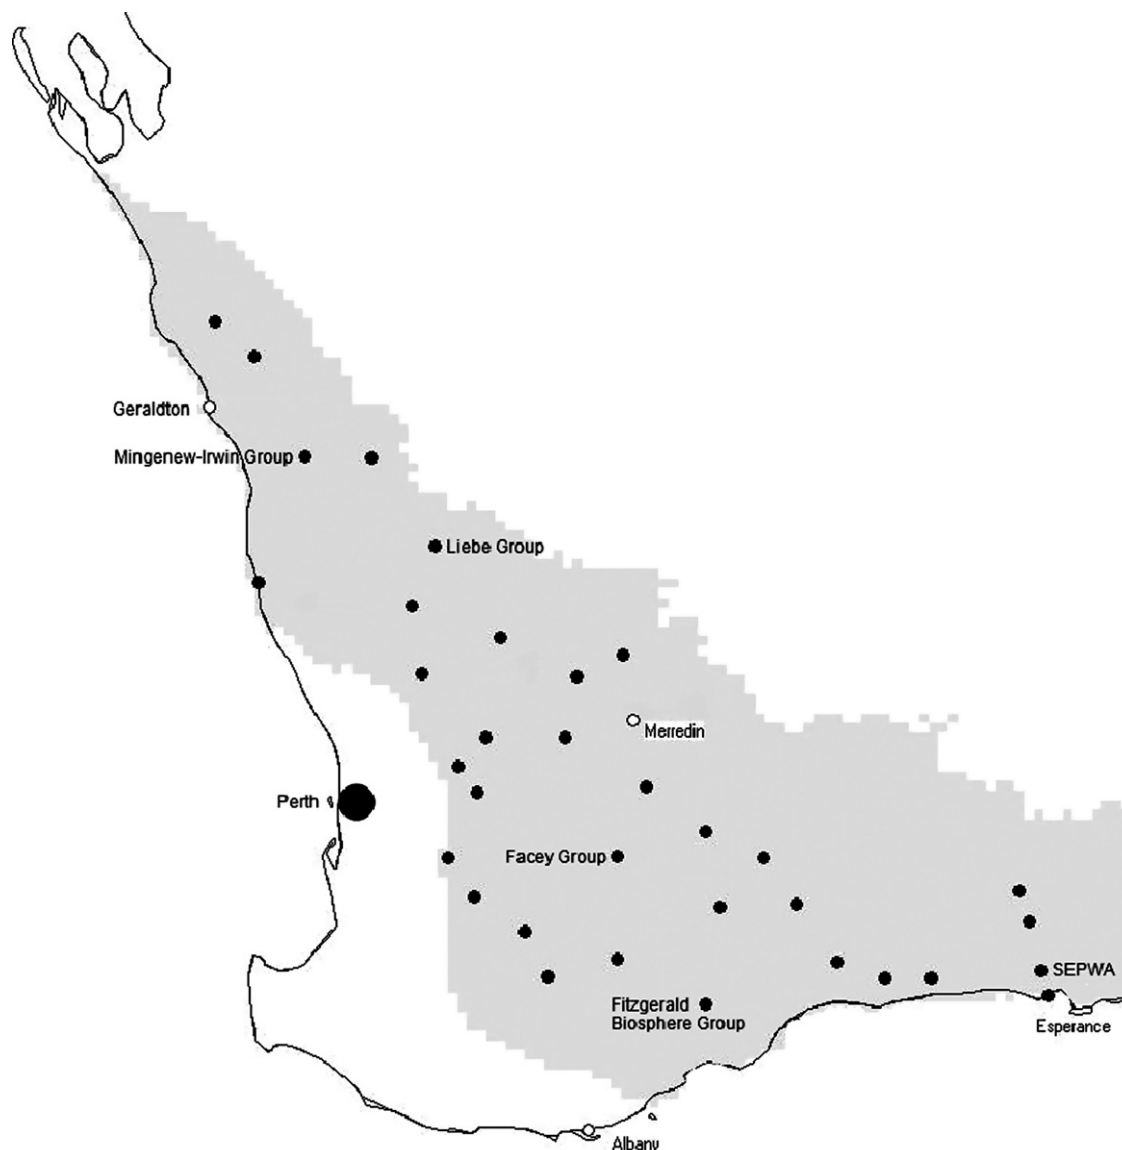 Geraldton
Mingenew-Irwin Group
Liebe Group
Merredin
Perth
Facey Group
SEPWA
Fitzgerald
Biosphere Group
Esperance
Albany